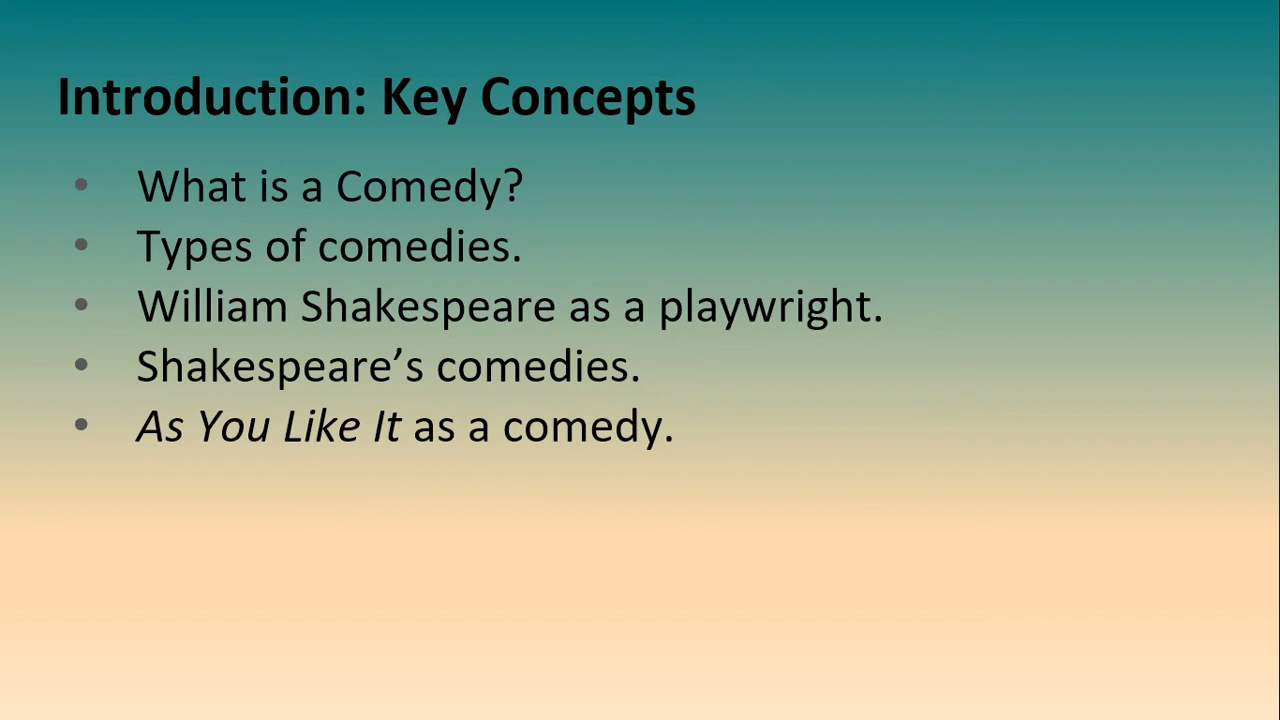 Introduction: Key Concepts
• What is a Comedy?
• Types of comedies.
• William Shakespeare as a playwright.
• Shakespeare’s comedies.
• As You Like It as a comedy.